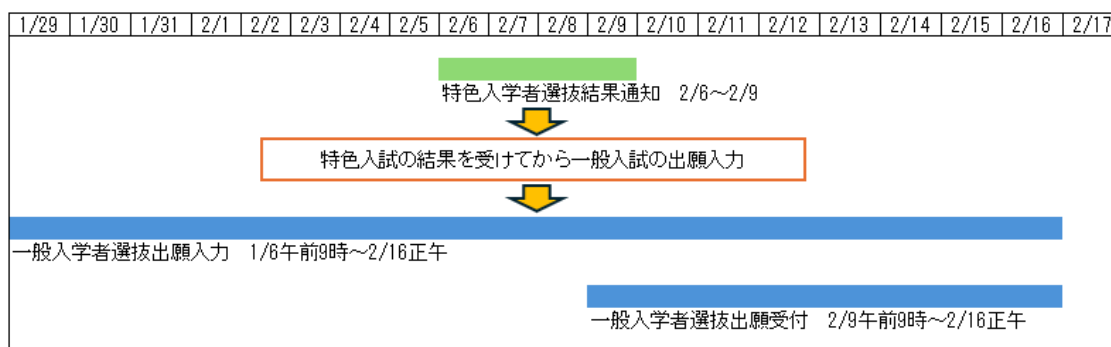 1/29 1/30 1/31 2/1 2/2 2/3 2/4 2/5 2/6 2/7 2/8 2/9 2/10 2/11 2/12 2/13 2/14 2/15 2/16 2/17
特色入学者選抜結果通知　2/6～2/9
特色入試の結果を受けてから一般入試の出願入力
一般入学者選抜出願入力　1/6午前9時～2/16正午
一般入学者選抜出願受付　2/9午前9時～2/16正午